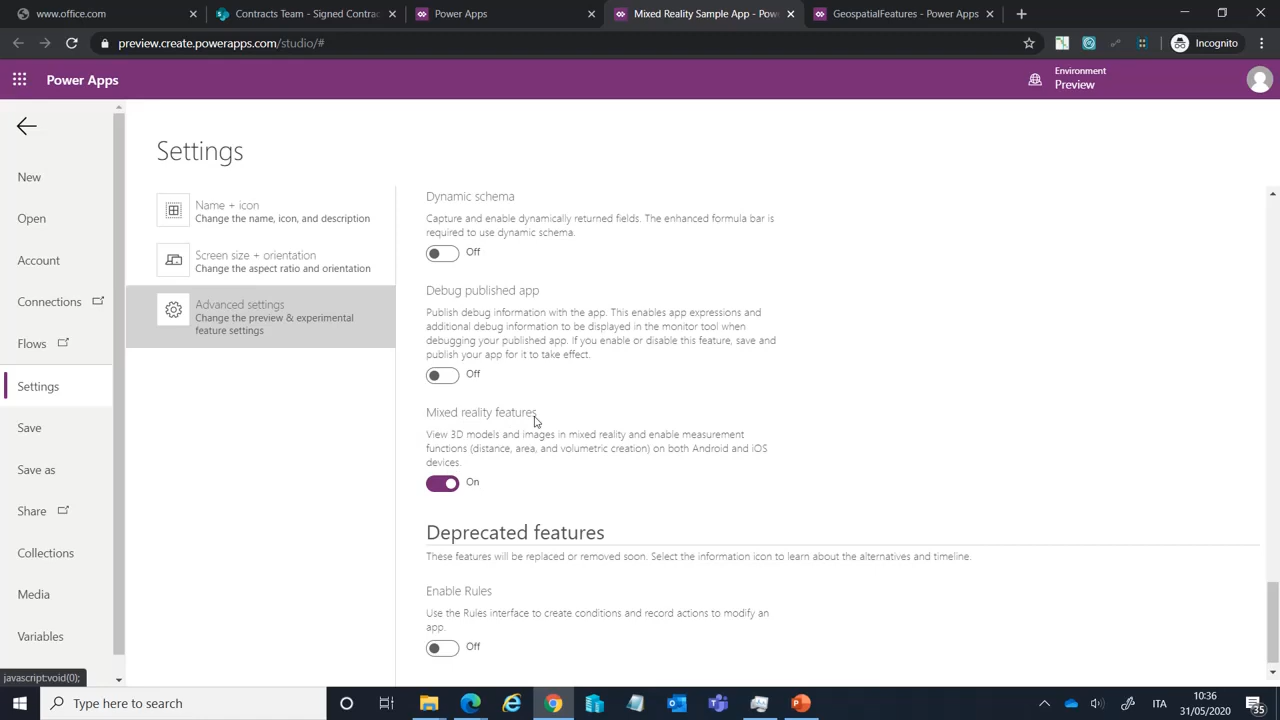 www.office.com
Contracts Team - Signed Contrac
Power Apps
Mixed Reality Sample App - Pow
GeospatialFeatures - Power Apps
preview.create.powerapps.com/studio/#
Incognito
Power Apps
Environment
Preview
New
Open
Account
Connections
Flows
Settings
Save
Save as
Share
Collections
Media
Variables
javascript:void(0);
Settings
Name + icon
Change the name, icon, and description
Screen size + orientation
Change the aspect ratio and orientation
Advanced settings
Change the preview & experimental
feature settings
Dynamic schema
Capture and enable dynamically returned fields. The enhanced formula bar is
required to use dynamic schema.
Off
Debug published app
Publish debug information with the app. This enables app expressions and
additional debug information to be displayed in the monitor tool when
debugging your published app. If you enable or disable this feature, save and
publish your app for it to take effect.
Off
Mixed reality features
View 3D models and images in mixed reality and enable measurement
functions (distance, area, and volumetric creation) on both Android and iOS
devices.
On
Deprecated features
These features will be replaced or removed soon. Select the information icon to learn about the alternatives and timeline.
Enable Rules
Use the Rules interface to create conditions and record actions to modify an
app.
Off
Type here to search
ITA
10:36
31/05/2020
35